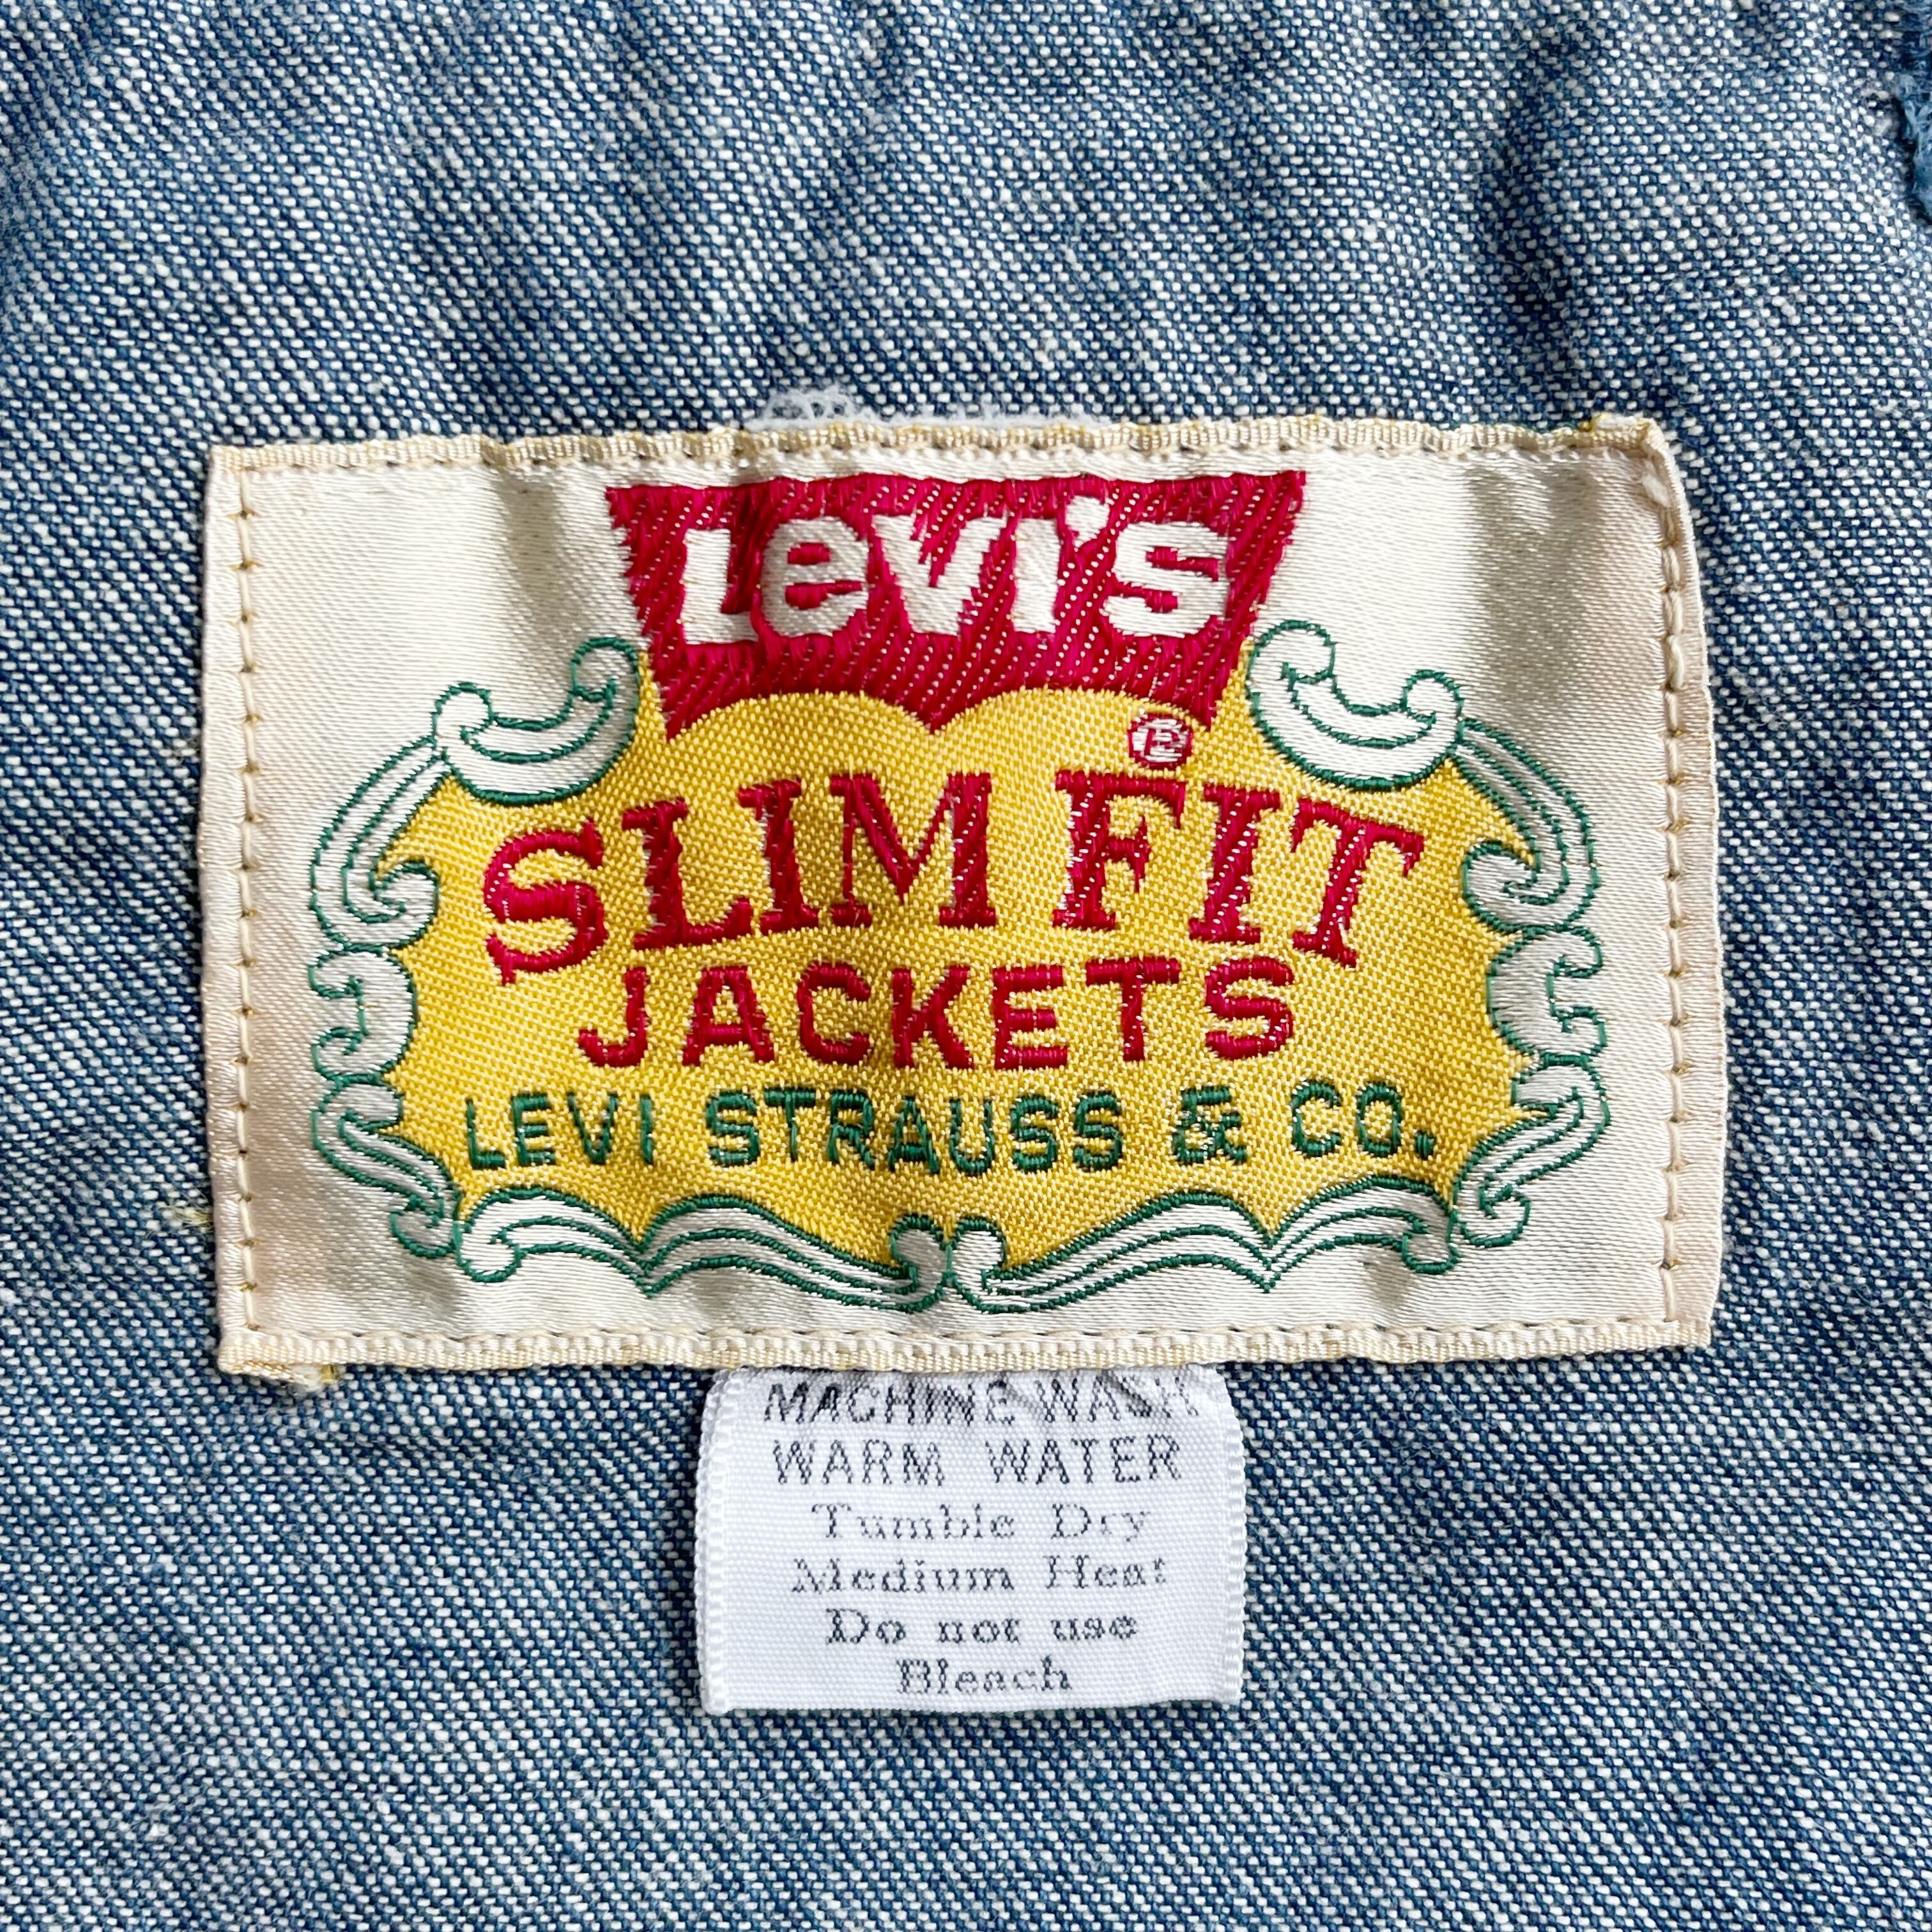 Levi's
®
SLIM FIT
JACKETS
LEVI STRAUSS & CO.
MACHINE WASH
WARM WATER
Tumble Dry
Medium Heat
Do not use
Bleach